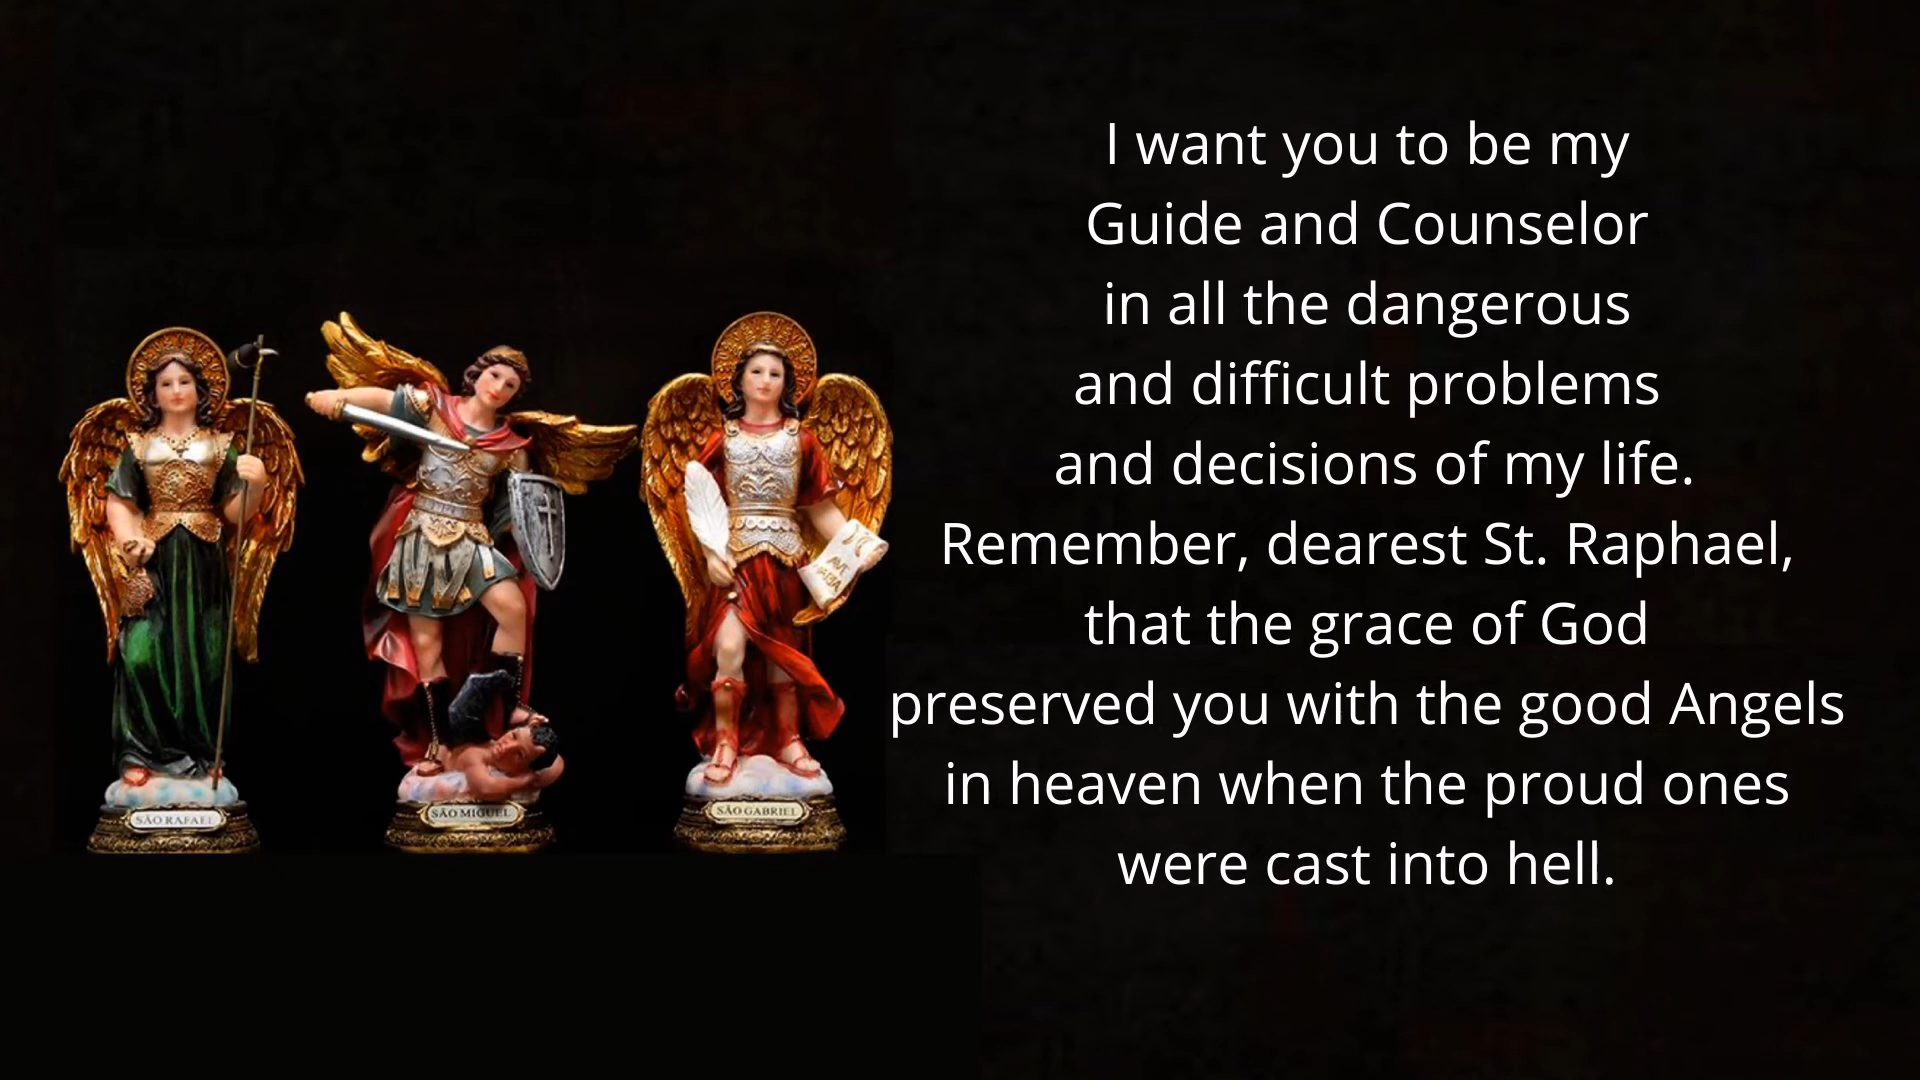 I want you to be my
Guide and Counselor
in all the dangerous
and difficult problems
and decisions of my life.
Remember, dearest St. Raphael,
that the grace of God
preserved you with the good Angels
in heaven when the proud ones
were cast into hell.
AVE
MARIA
SÃO RAFAEL
SÃO MIGUEL
SÃO GABRIEL